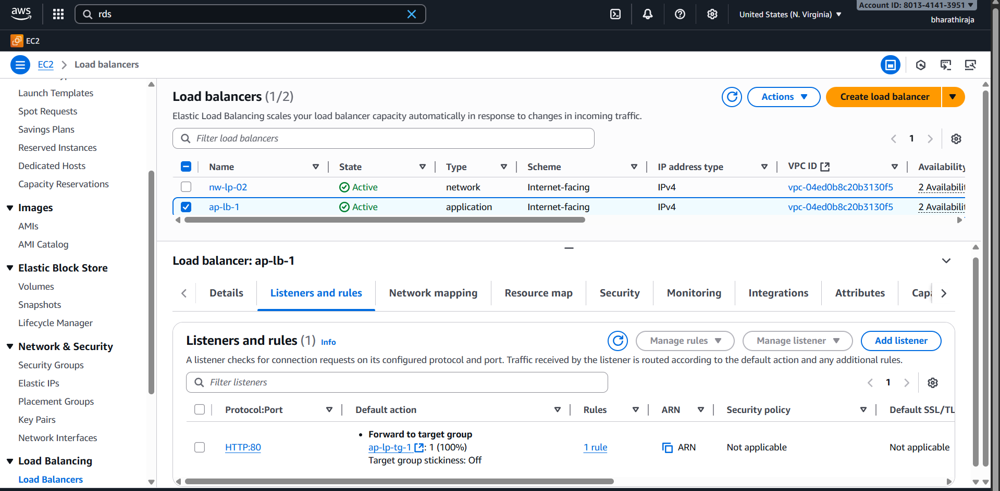 aws
rds
United States (N. Virginia)
Account ID: 8013-4141-3951
bharathiraja
EC2
EC2 > Load balancers
Launch Templates
Spot Requests
Savings Plans
Reserved Instances
Dedicated Hosts
Capacity Reservations
Images
AMIs
AMI Catalog
Elastic Block Store
Volumes
Snapshots
Lifecycle Manager
Network & Security
Security Groups
Elastic IPs
Placement Groups
Key Pairs
Network Interfaces
Load Balancing
Load Balancers
Load balancers (1/2)
Actions
Create load balancer
Elastic Load Balancing scales your load balancer capacity automatically in response to changes in incoming traffic.
Filter load balancers
1
Name State Type Scheme IP address type VPC ID Availability
nw-lp-02 Active network Internet-facing IPv4 vpc-04ed0b8c20b3130f5 2 Availabilit
ap-lb-1 Active application Internet-facing IPv4 vpc-04ed0b8c20b3130f5 2 Availabilit
Load balancer: ap-lb-1
Details Listeners and rules Network mapping Resource map Security Monitoring Integrations Attributes Capa
Listeners and rules (1) Info
Manage rules Manage listener Add listener
A listener checks for connection requests on its configured protocol and port. Traffic received by the listener is routed according to the default action and any additional rules.
Filter listeners
1
Protocol:Port Default action Rules ARN Security policy Default SSL/TL
• Forward to target group
HTTP:80 ap-lp-tg-1 : 1 (100%) 1 rule ARN Not applicable Not applicable
Target group stickiness: Off